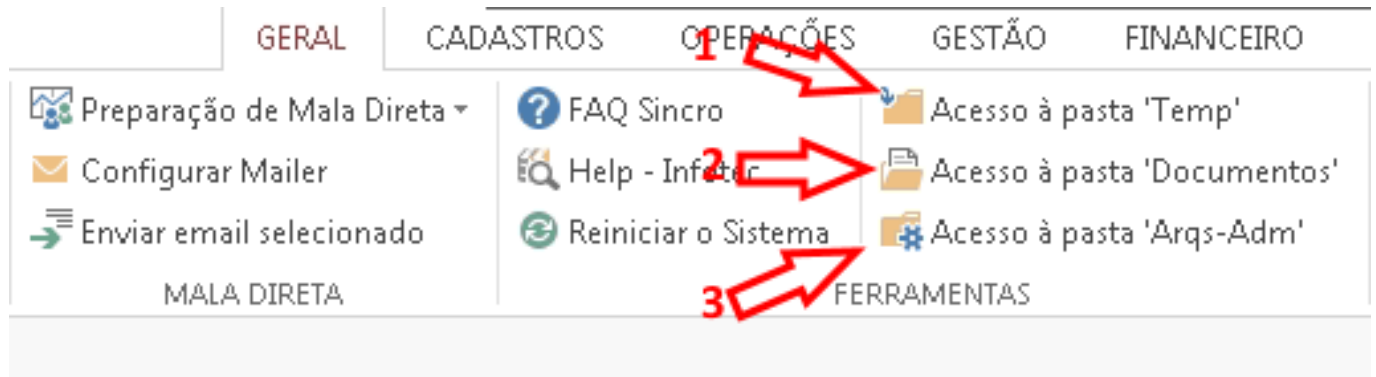 GERAL CADASTROS OPERAÇÕES GESTÃO FINANCEIRO
1
Preparação de Mala Direta
Configurar Mailer
Enviar email selecionado
MALA DIRETA
FAQ Sincro
Help - Infotec
Reiniciar o Sistema
Acesso à pasta 'Temp'
2
Acesso à pasta 'Documentos'
Acesso à pasta 'Arqs-Adm'
3
FERRAMENTAS